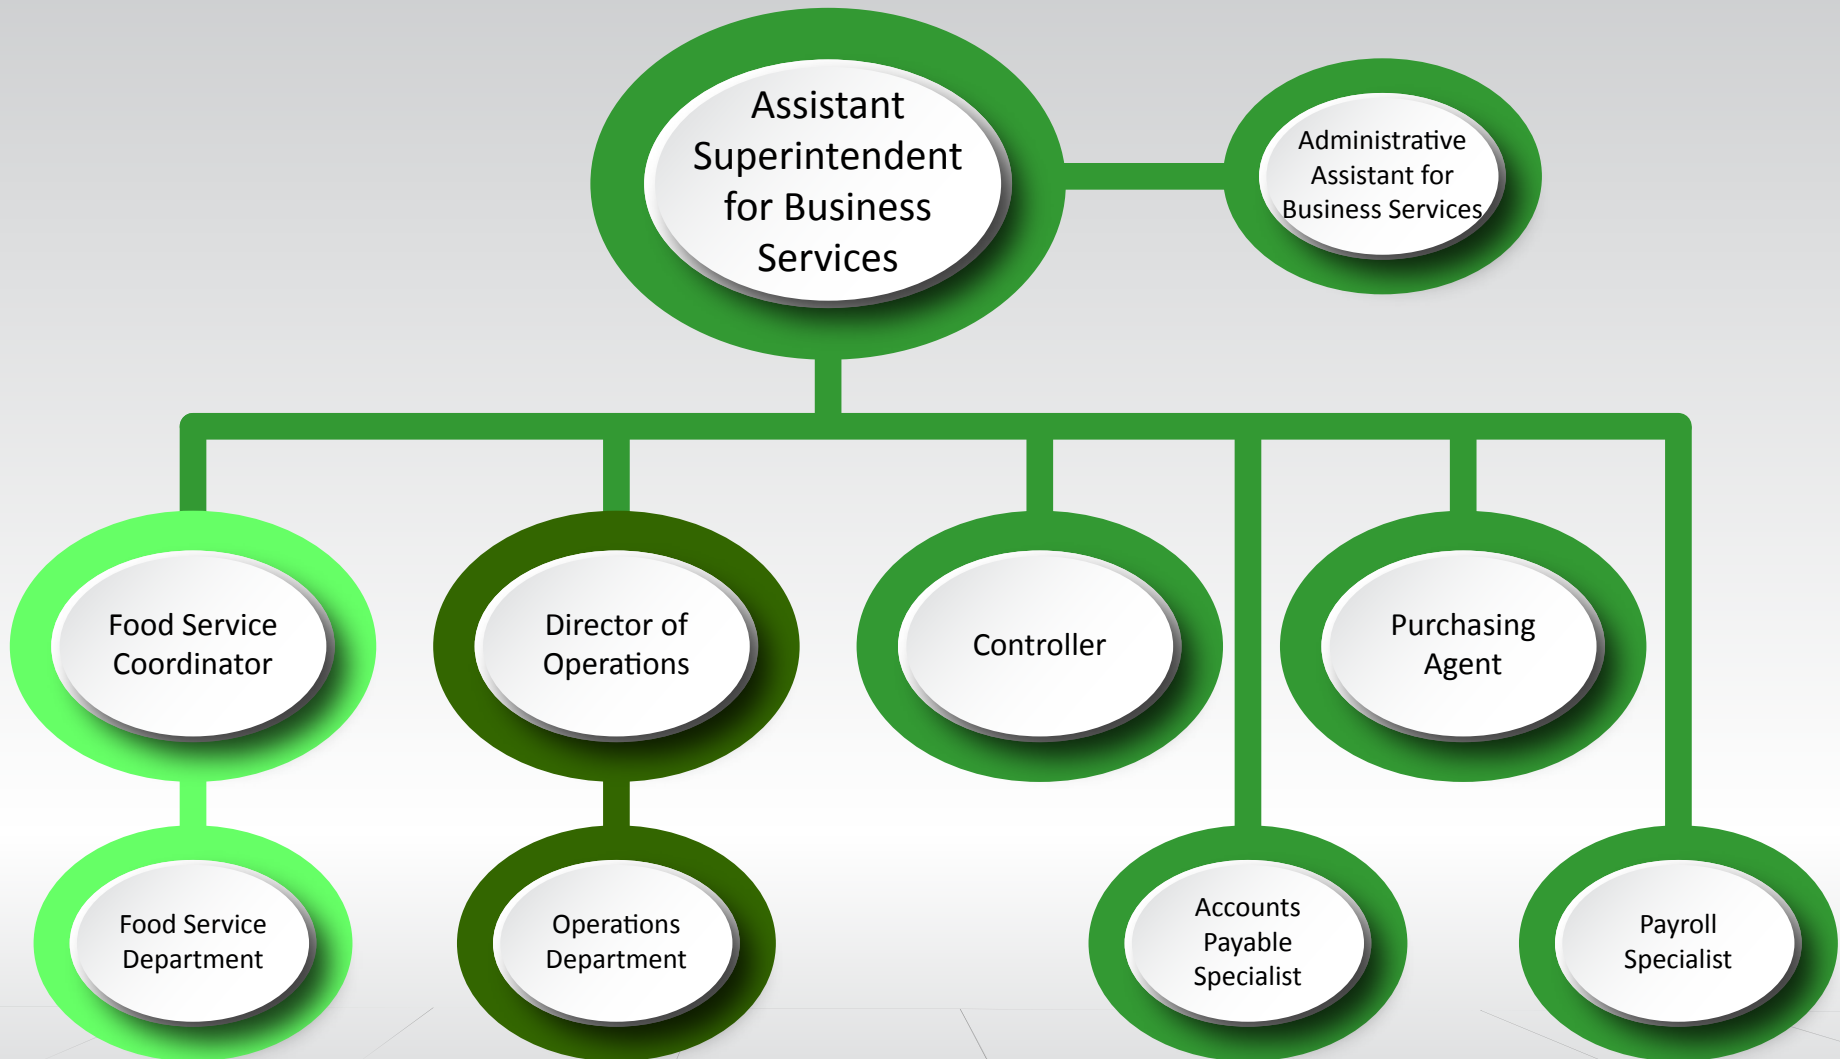 Assistant
Superintendent
for Business
Services
Administrative
Assistant for
Business Services
Food Service
Coordinator
Director of
Operations
Controller
Purchasing
Agent
Food Service
Department
Operations
Department
Accounts
Payable
Specialist
Payroll
Specialist